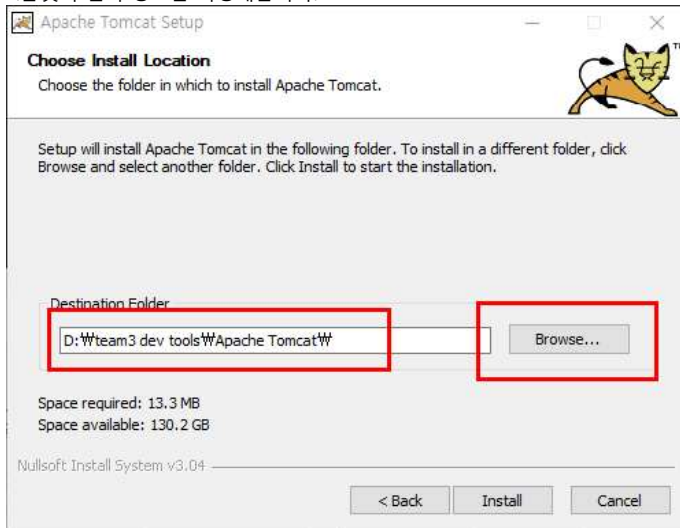 Apache Tomcat Setup
Choose Install Location
Choose the folder in which to install Apache Tomcat.
TM
Setup will install Apache Tomcat in the following folder. To install in a different folder, click
Browse and select another folder. Click Install to start the installation.
Destination Folder
D:₩team3 dev tools₩Apache Tomcat₩
Browse...
Space required: 13.3 MB
Space available: 130.2 GB
Nullsoft Install System v3.04
< Back
Install
Cancel